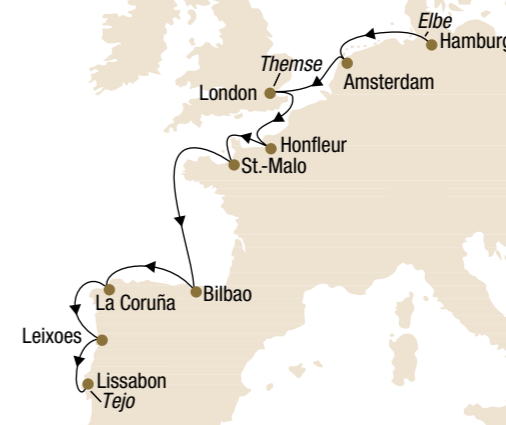 Elbe
Hamburg
Themse
Amsterdam
London
Honfleur
St.-Malo
Bilbao
La Coruña
Leixoes
Lissabon
Tejo